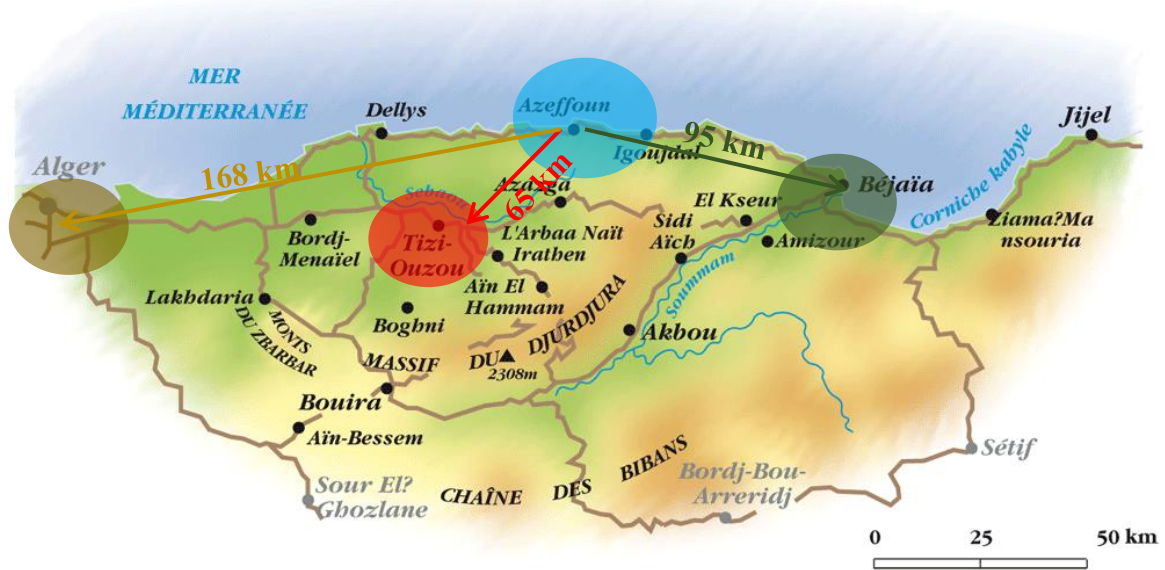 MER
MÉDITERRANÉE
Dellys
Azeffoun
Jijel
Igoujdal
95 km
Alger
168 km
65 km
Azazga
Sebaou
Béjaïa
Corniche kabyle
El Kseur
Sidi
Aïch
Ziama?Ma
nsouria
Amizour
Bordj-
Menaïel
Tizi-
Ouzou
L'Arbaa Naït
Irathen
Aïn El
Hammam
Soummam
Lakhdaria
Boghni
MONTS
DU ZBARBAR
Akbou
MASSIF
DU
DJURDJURA
2308m
Bouira
Aïn-Bessem
Sétif
BIBANS
Bordj-Bou-
Arreridj
Sour El?
Ghozlane
CHAÎNE
DES
0 25 50 km